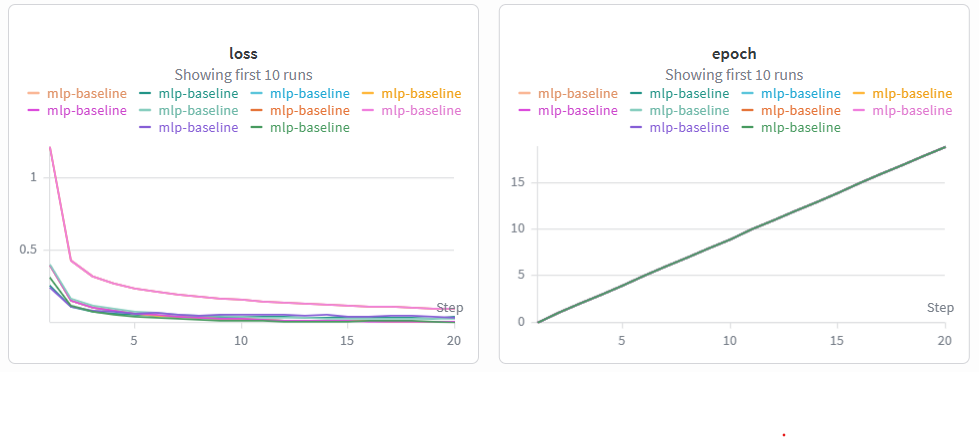 loss
Showing first 10 runs
mlp-baseline mlp-baseline mlp-baseline mlp-baseline
mlp-baseline mlp-baseline mlp-baseline mlp-baseline
mlp-baseline mlp-baseline
1
0.5
Step
5 10 15 20
epoch
Showing first 10 runs
mlp-baseline mlp-baseline mlp-baseline mlp-baseline
mlp-baseline mlp-baseline mlp-baseline mlp-baseline
mlp-baseline mlp-baseline
15
10
5
Step
0
5 10 15 20